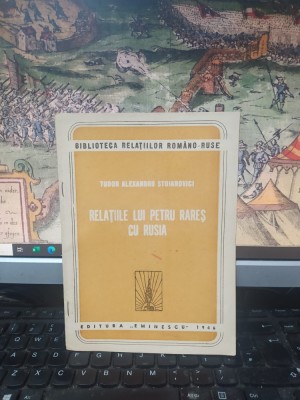 BIBLIOTECA RELAȚIILOR ROMÂNO-RUSE
TUDOR ALEXANDRU STOIANOVICI
RELAȚIILE LUI PETRU RAREȘ
CU RUSIA
EDITURA „EMINESCU" 1946